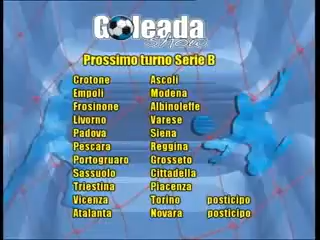 Goleada
Show
Prossimo turno Serie B
Crotone Ascoli
Empoli Modena
Frosinone Albinoleffe
Livorno Varese
Padova Siena
Pescara Reggina
Portogruaro Grosseto
Sassuolo Cittadella
Triestina Piacenza
Vicenza Torino posticipo
Atalanta Novara posticipo